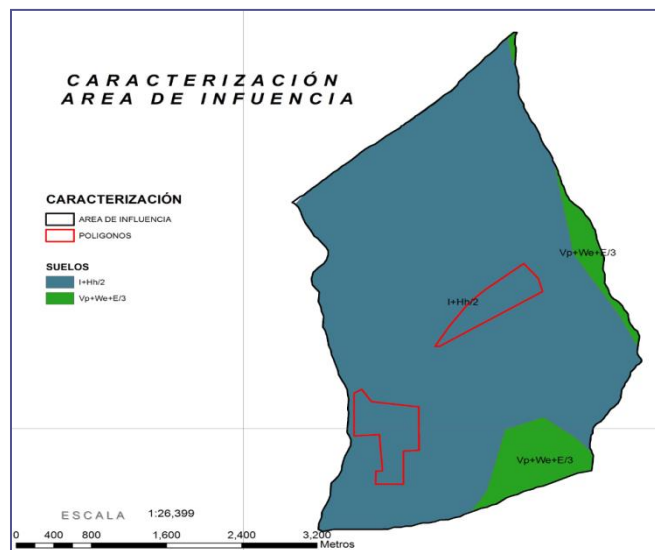 CARACTERIZACIÓN
AREA DE INFUENCIA
CARACTERIZACIÓN
AREA DE INFLUENCIA
POLIGONOS
SUELOS
I+Hh/2
Vp+We+E/3
Vp+We+E/3
I+Hh/2
Vp+We+E/3
ESCALA 1:26,399
0 400 800 1,600 2,400 3,200
Metros